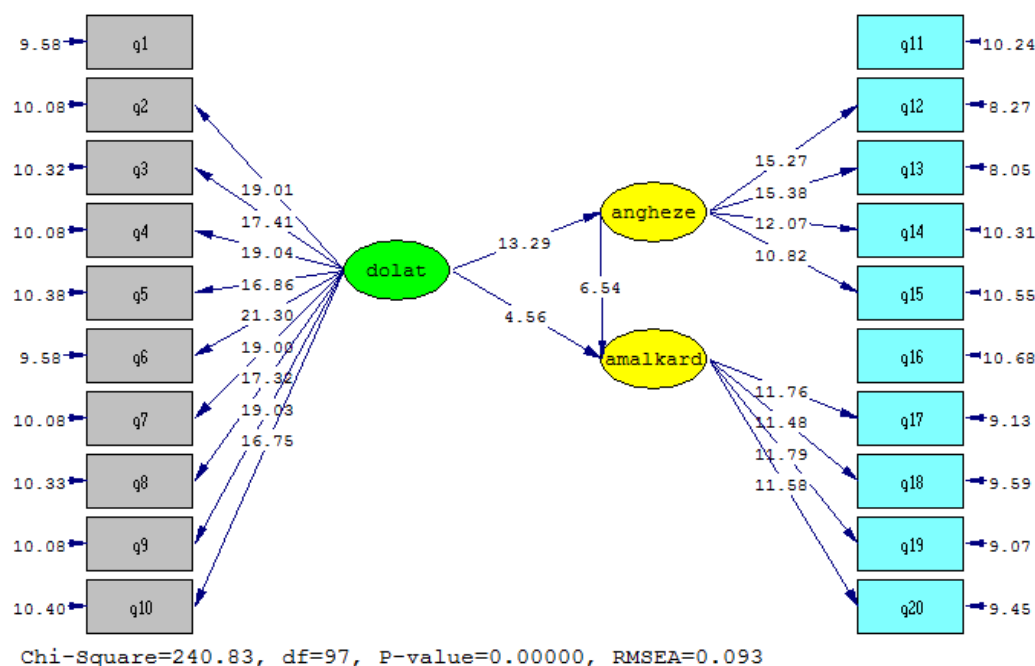 9.58 q1
10.08 q2
10.32 q3
10.08 q4
10.38 q5
9.58 q6
10.08 q7
10.33 q8
10.08 q9
10.40 q10
19.01
17.41
19.04
16.86
21.30
19.00
17.32
19.03
16.75
dolat
13.29
4.56
angheze
6.54
amalkard
15.27
15.38
12.07
10.82
11.76
11.48
11.79
11.58
q11 10.24
q12 8.27
q13 8.05
q14 10.31
q15 10.55
q16 10.68
q17 9.13
q18 9.59
q19 9.07
q20 9.45
Chi-Square=240.83, df=97, P-value=0.00000, RMSEA=0.093